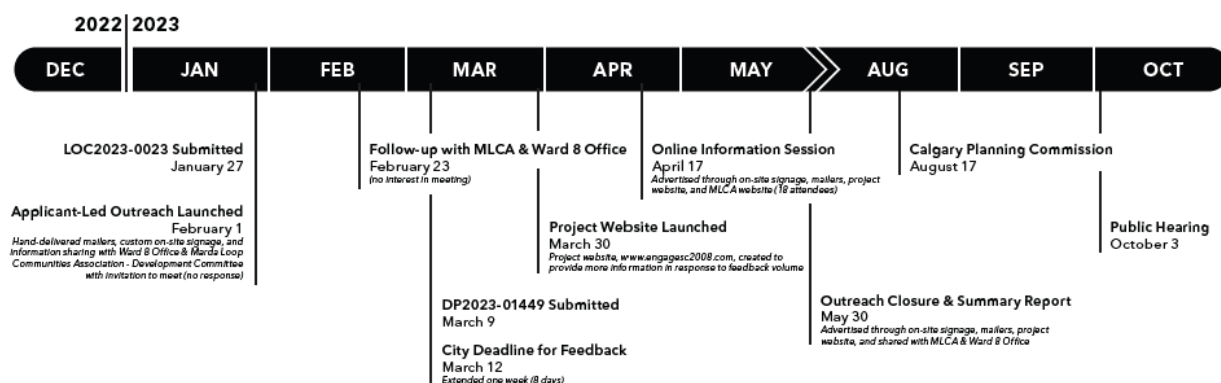 2022 2023
DEC JAN FEB MAR APR MAY AUG SEP OCT
LOC2023-0023 Submitted
January 27
Applicant-Led Outreach Launched
February 1
Hand-delivered mailers, custom on-site signage, and
information sharing with Ward 8 Office & Marda Loop
Communities Association - Development Committee
with invitation to meet (no response)
Follow-up with MLCA & Ward 8 Office
February 23
(no interest in meeting)
DP2023-01449 Submitted
March 9
City Deadline for Feedback
March 12
Extended one week (8 days)
Project Website Launched
March 30
Project website, www.engagesc2008.com, created to
provide more information in response to feedback volume
Online Information Session
April 17
Advertised through on-site signage, mailers, project
website, and MLCA website (18 attendees)
Outreach Closure & Summary Report
May 30
Advertised through on-site signage, mailers, project
website, and shared with MLCA & Ward 8 Office
Calgary Planning Commission
August 17
Public Hearing
October 3